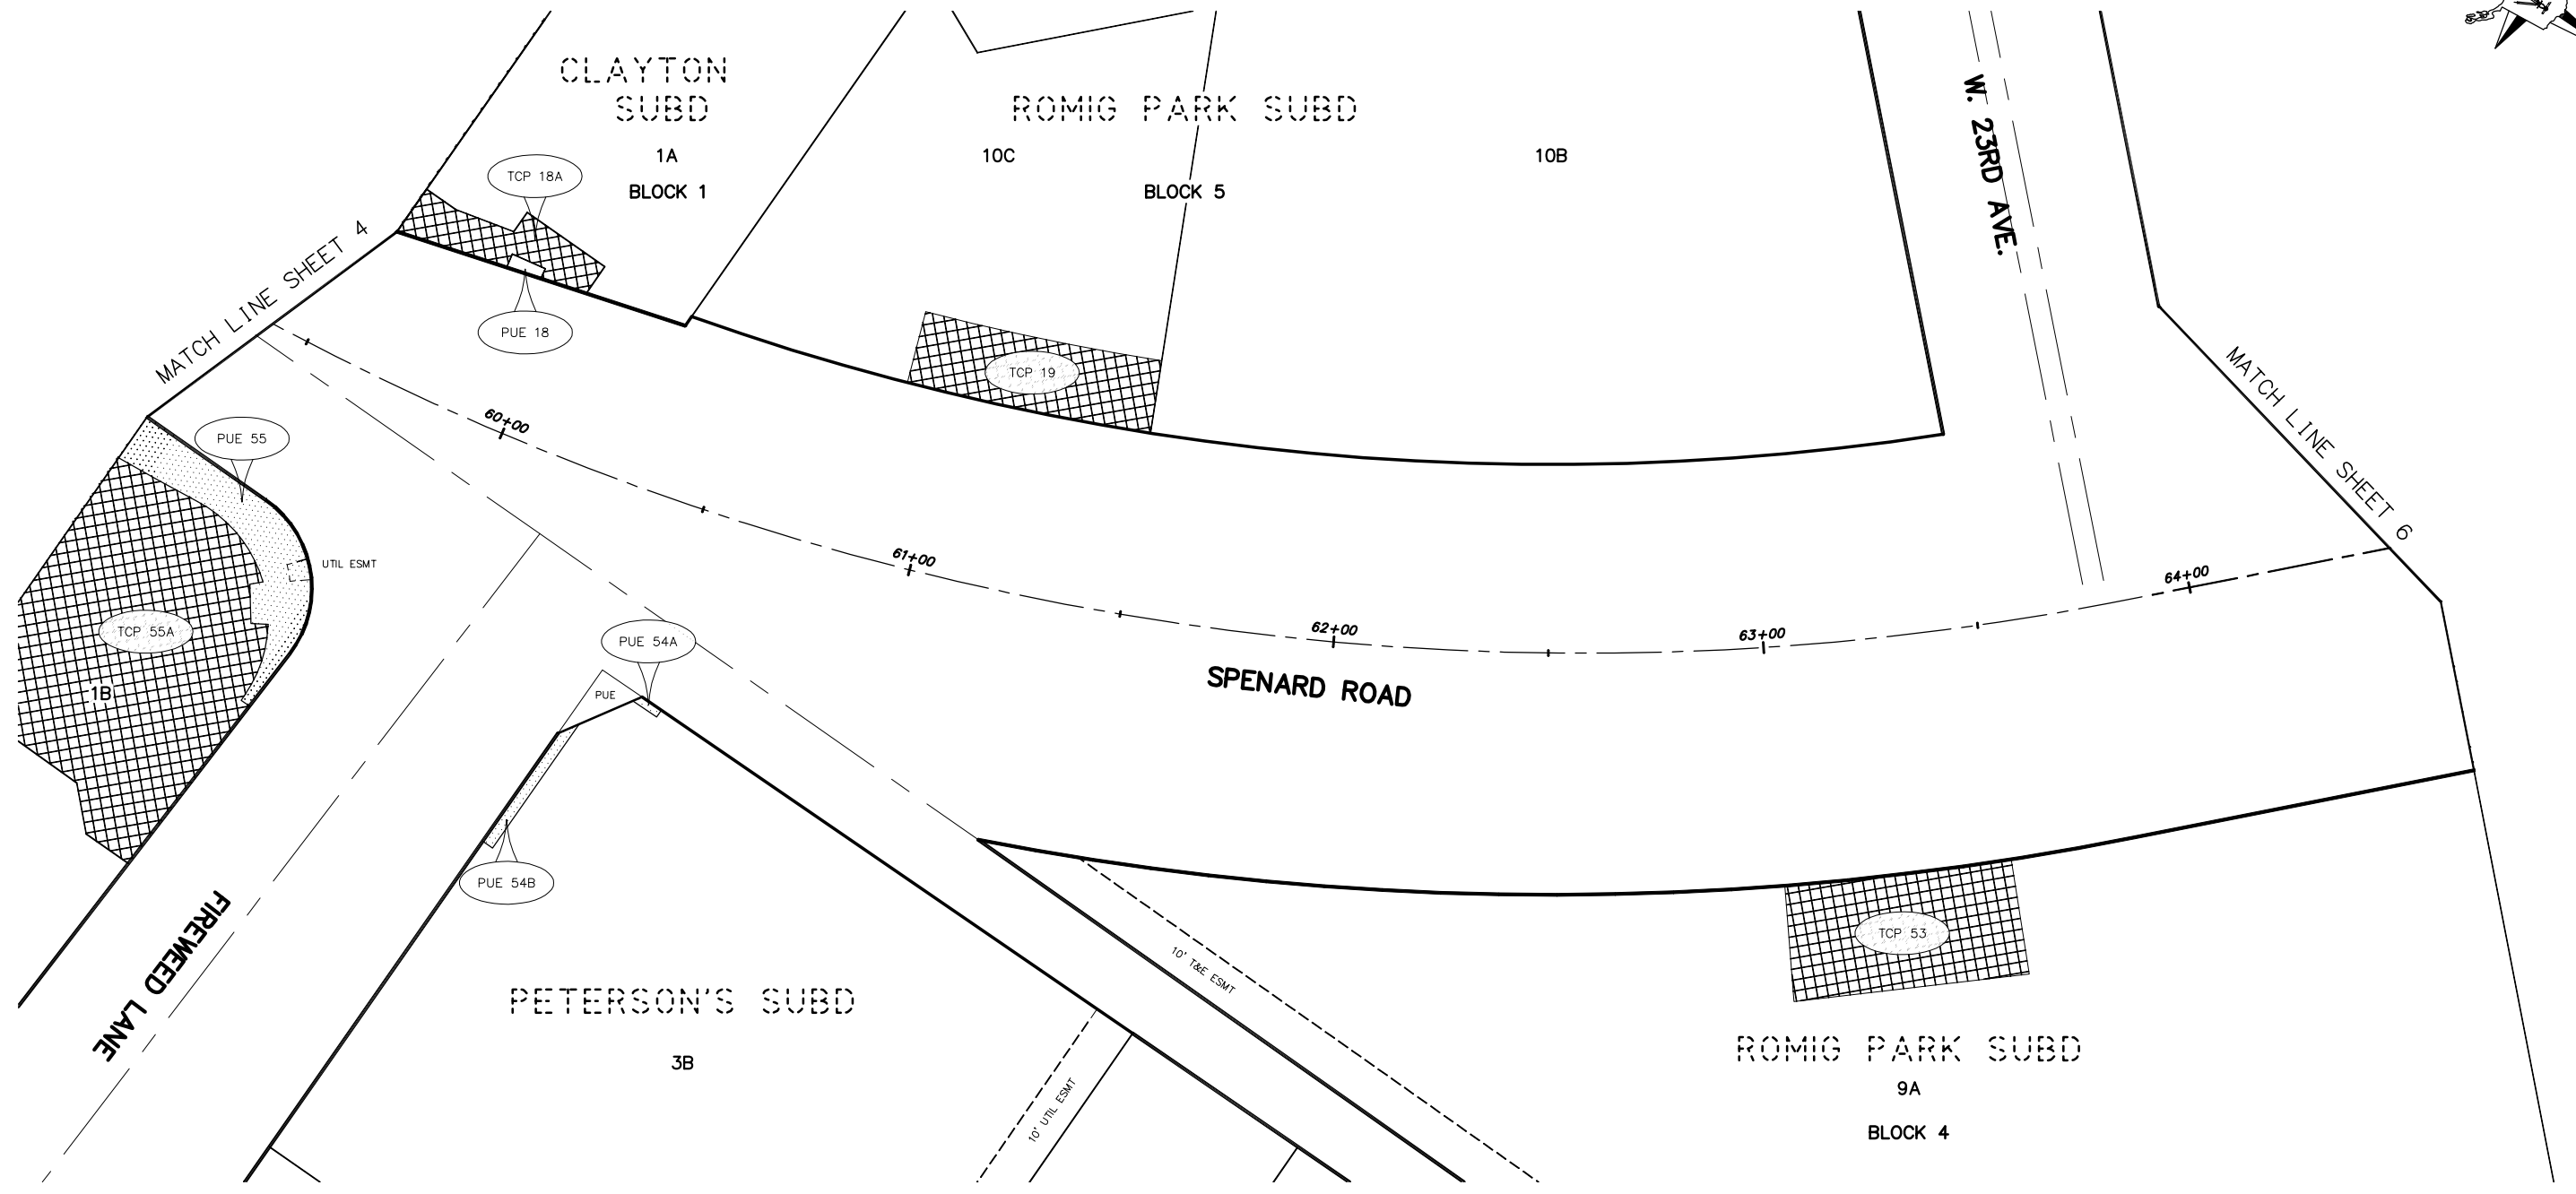 CLAYTON
SUBD
1A
BLOCK 1
TCP 18A
PUE 18
MATCH LINE SHEET 4
ROMIG PARK SUBD
10C
BLOCK 5
10B
W. 23RD AVE.
TCP 19
MATCH LINE SHEET 6
PUE 55
UTIL ESMT
TCP 55A
1B
60+00
61+00
62+00
63+00
64+00
SPENARD ROAD
PUE 54A
PUE
PUE 54B
FIREWEED LANE
PETERSON'S SUBD
3B
10' UTIL ESMT
10' T&E ESMT
TCP 53
ROMIG PARK SUBD
9A
BLOCK 4